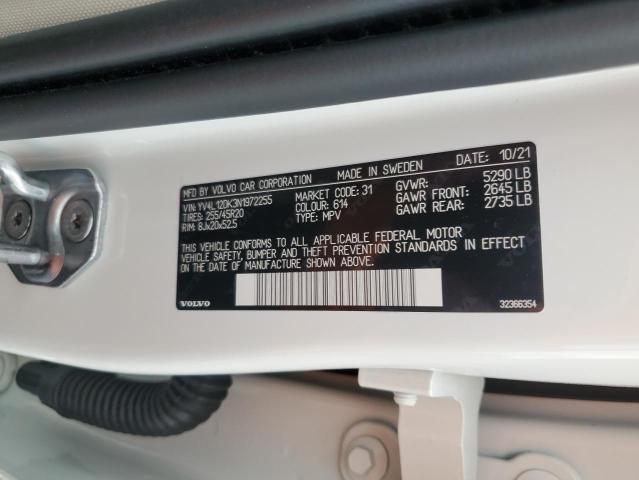 MFD BY VOLVO CAR CORPORATION MADE IN SWEDEN DATE: 10/21
VIN: YV4L120K3N1972255 MARKET CODE: 31 GVWR: 5290 LB
TIRES: 255/45R20 COLOUR: 614 GAWR FRONT: 2645 LB
RIM: 8Jx20x52.5 TYPE: MPV GAWR REAR: 2735 LB
THIS VEHICLE CONFORMS TO ALL APPLICABLE FEDERAL MOTOR
VEHICLE SAFETY, BUMPER AND THEFT PREVENTION STANDARDS IN EFFECT
ON THE DATE OF MANUFACTURE SHOWN ABOVE.
VOLVO 32366354